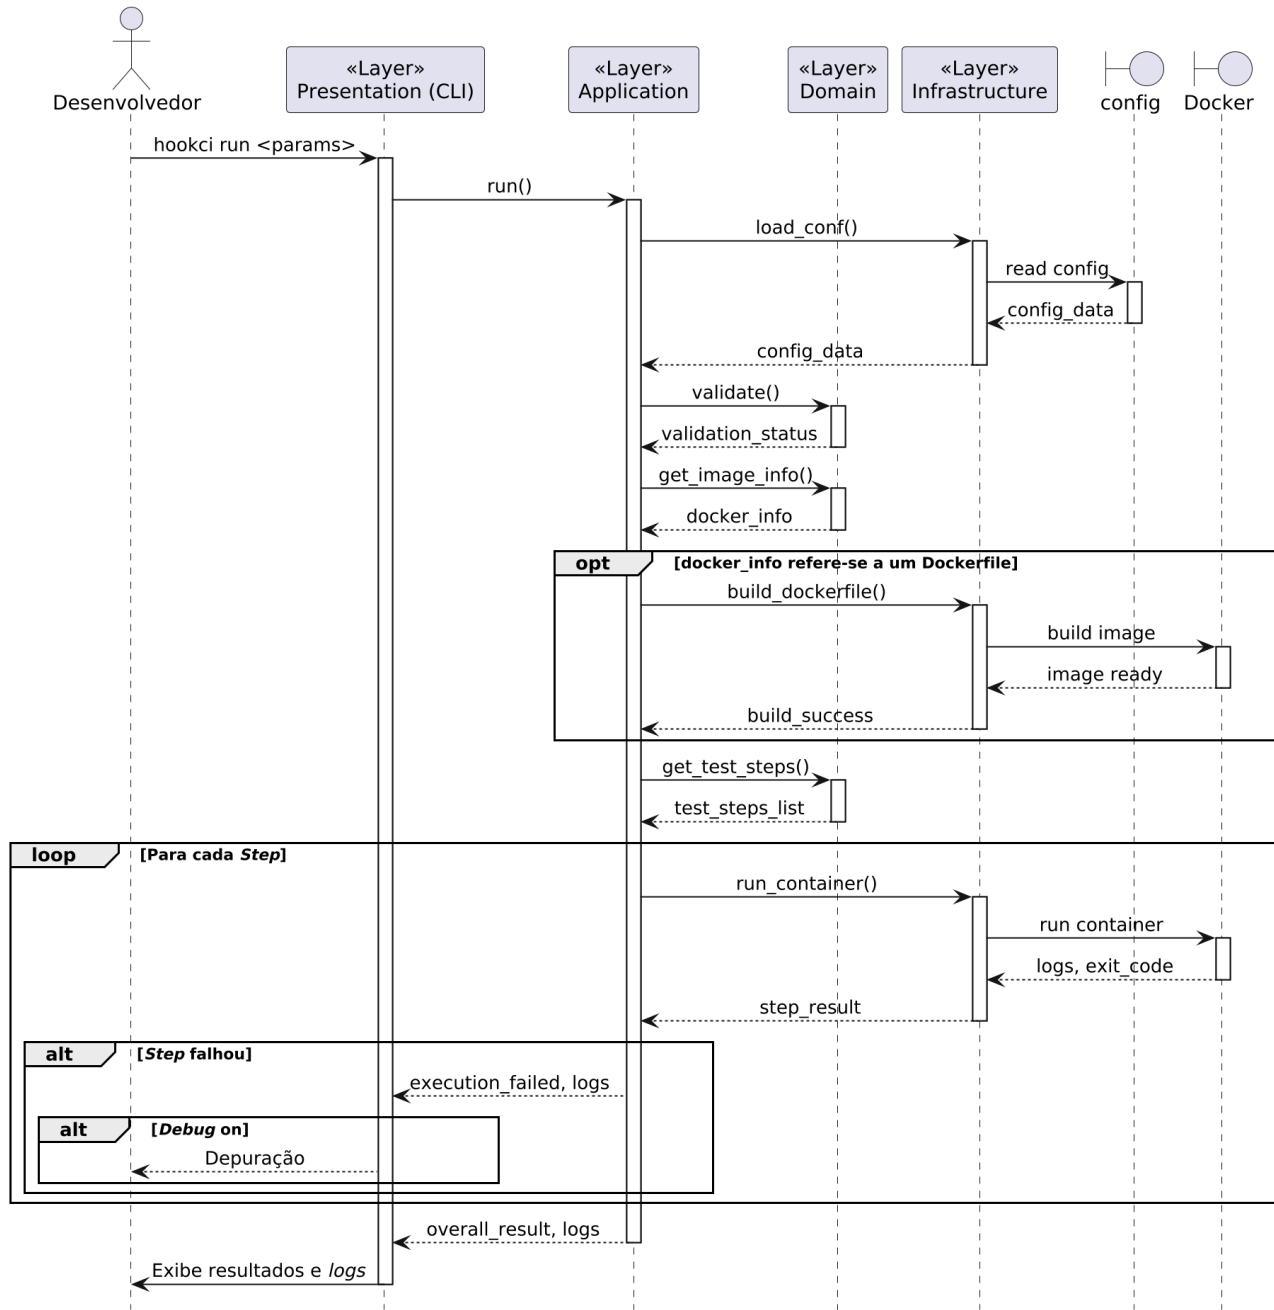 «Layer»
Presentation (CLI)
«Layer»
Application
«Layer»
Domain
«Layer»
Infrastructure
Desenvolvedor
config
Docker
hookci run <params>
run()
load_conf()
read config
config_data
config_data
validate()
validation_status
get_image_info()
docker_info
opt
[docker_info refere-se a um Dockerfile]
build_dockerfile()
build image
image ready
build_success
get_test_steps()
test_steps_list
loop
[Para cada Step]
run_container()
run container
logs, exit_code
step_result
alt
[Step falhou]
execution_failed, logs
alt
[Debug on]
Depuração
overall_result, logs
Exibe resultados e logs